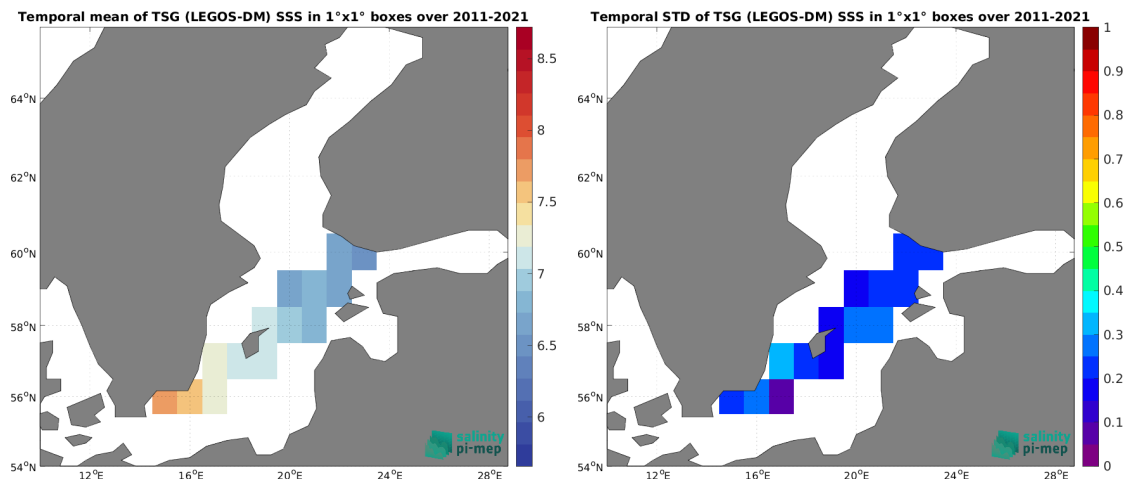 Temporal mean of TSG (LEGOS-DM) SSS in 1°x1° boxes over 2011-2021
64°N
62°N
60°N
58°N
56°N
54°N
12°E
16°E
20°E
24°E
28°E
8.5
8
7.5
7
6.5
6
salinity
pi-mep
Temporal STD of TSG (LEGOS-DM) SSS in 1°x1° boxes over 2011-2021
64°N
62°N
60°N
58°N
56°N
54°N
12°E
16°E
20°E
24°E
28°E
1
0.9
0.8
0.7
0.6
0.5
0.4
0.3
0.2
0.1
0
salinity
pi-mep